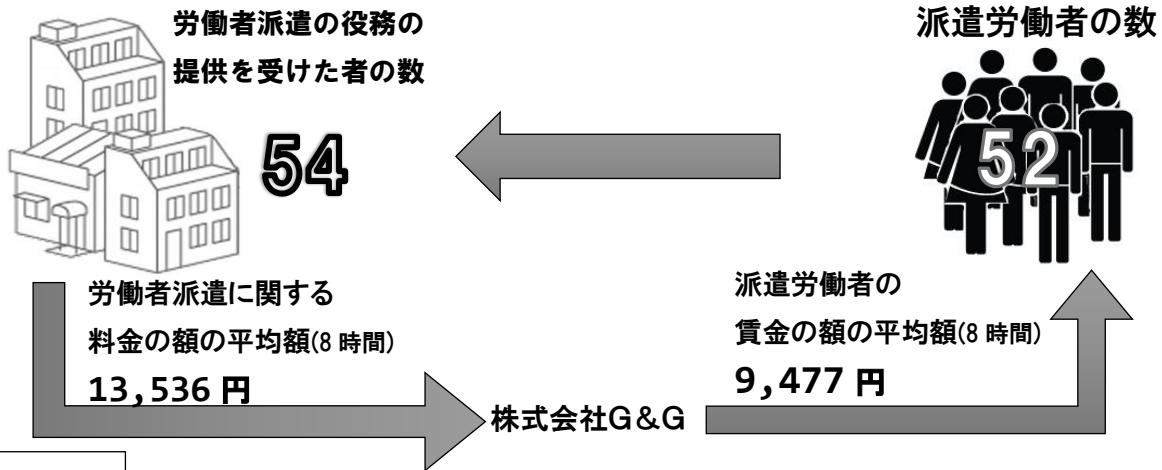 労働者派遣の役務の
提供を受けた者の数
54
派遣労働者の数
52
労働者派遣に関する
料金の額の平均額(8 時間)
13,536 円
派遣労働者の
賃金の額の平均額(8 時間)
9,477 円
株式会社G&G